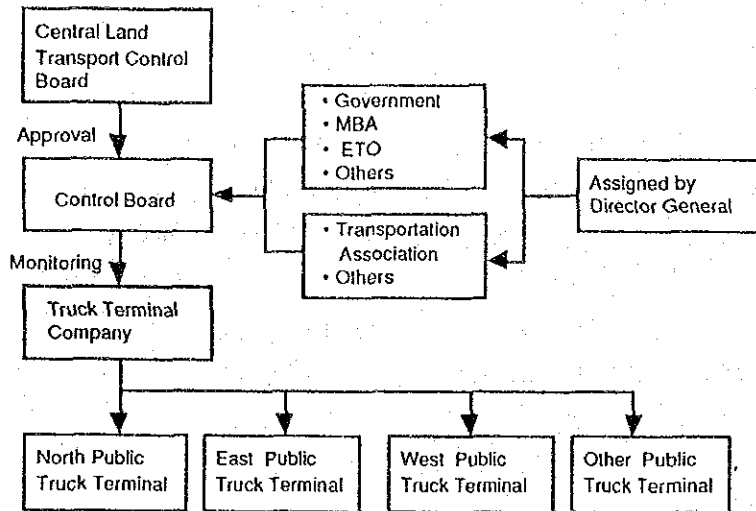 Central Land
Transport Control
Board
Approval
Control Board
Monitoring
Truck Terminal
Company
• Government
• MBA
• ETO
• Others
• Transportation
Association
• Others
Assigned by
Director General
North Public
Truck Terminal
East Public
Truck Terminal
West Public
Truck Terminal
Other Public
Truck Terminal